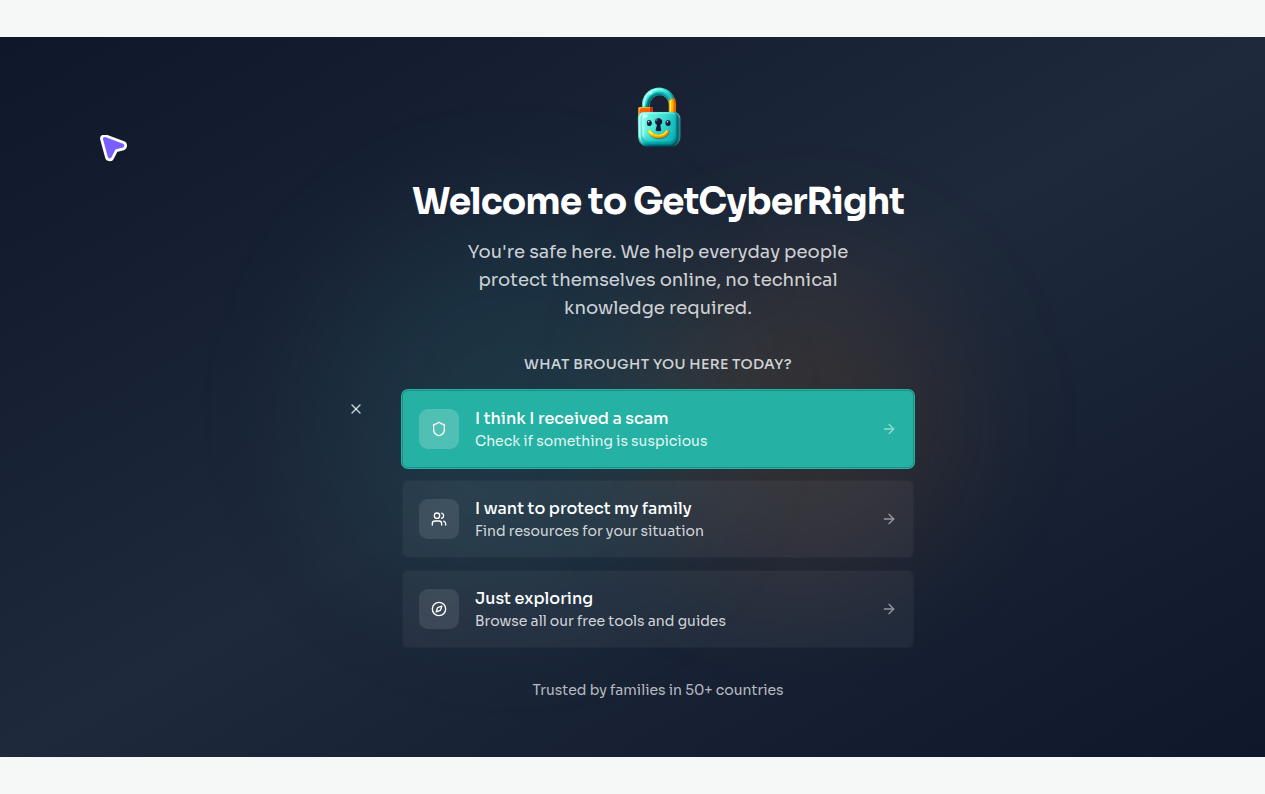 Welcome to GetCyberRight
You're safe here. We help everyday people
protect themselves online, no technical
knowledge required.
WHAT BROUGHT YOU HERE TODAY?
I think I received a scam
Check if something is suspicious
I want to protect my family
Find resources for your situation
Just exploring
Browse all our free tools and guides
Trusted by families in 50+ countries